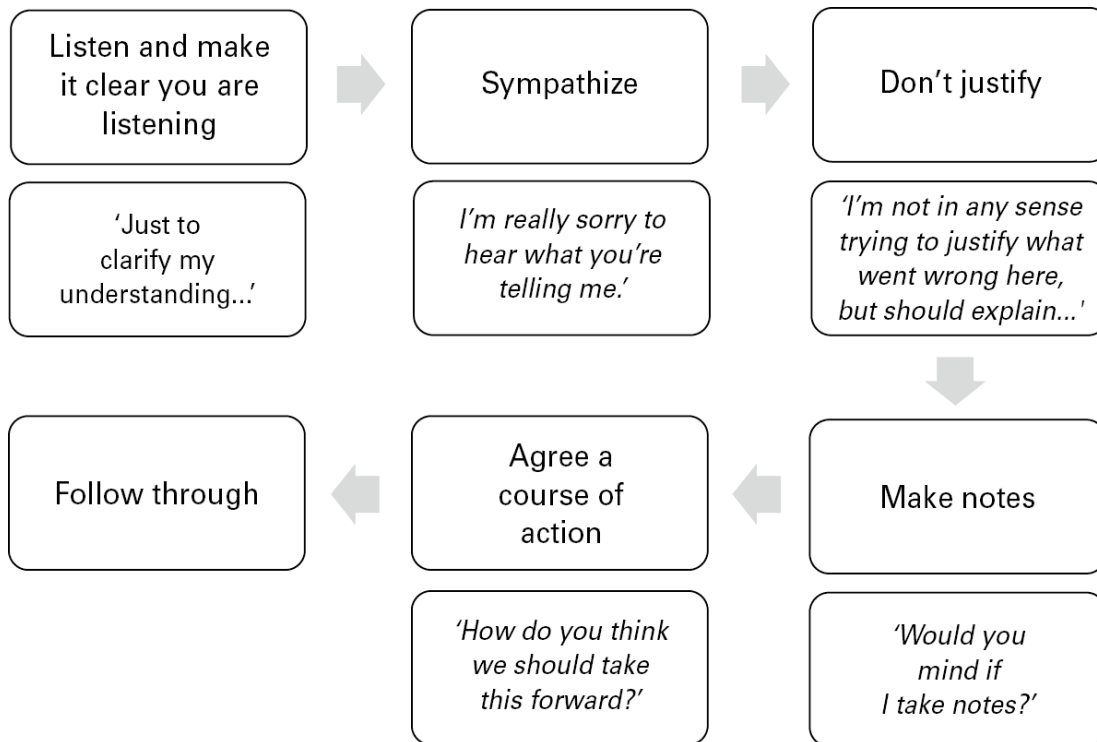 Listen and make
it clear you are
listening
Sympathize
Don't justify
‘Just to
clarify my
understanding...’
I'm really sorry to
hear what you're
telling me.’
‘I'm not in any sense
trying to justify what
went wrong here,
but should explain...'
Make notes
‘Would you
mind if
I take notes?’
Agree a
course of
action
‘How do you think
we should take
this forward?’
Follow through